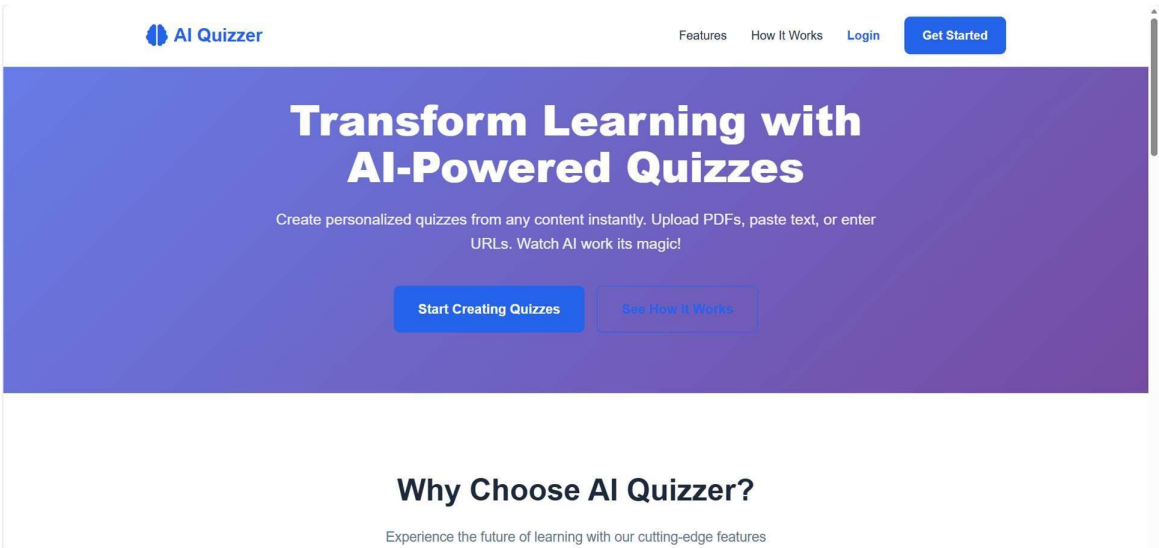 AI Quizzer
Features
How It Works
Login
Get Started
Transform Learning with
AI-Powered Quizzes
Create personalized quizzes from any content instantly. Upload PDFs, paste text, or enter
URLs. Watch AI work its magic!
Start Creating Quizzes
See How It Works
Why Choose AI Quizzer?
Experience the future of learning with our cutting-edge features